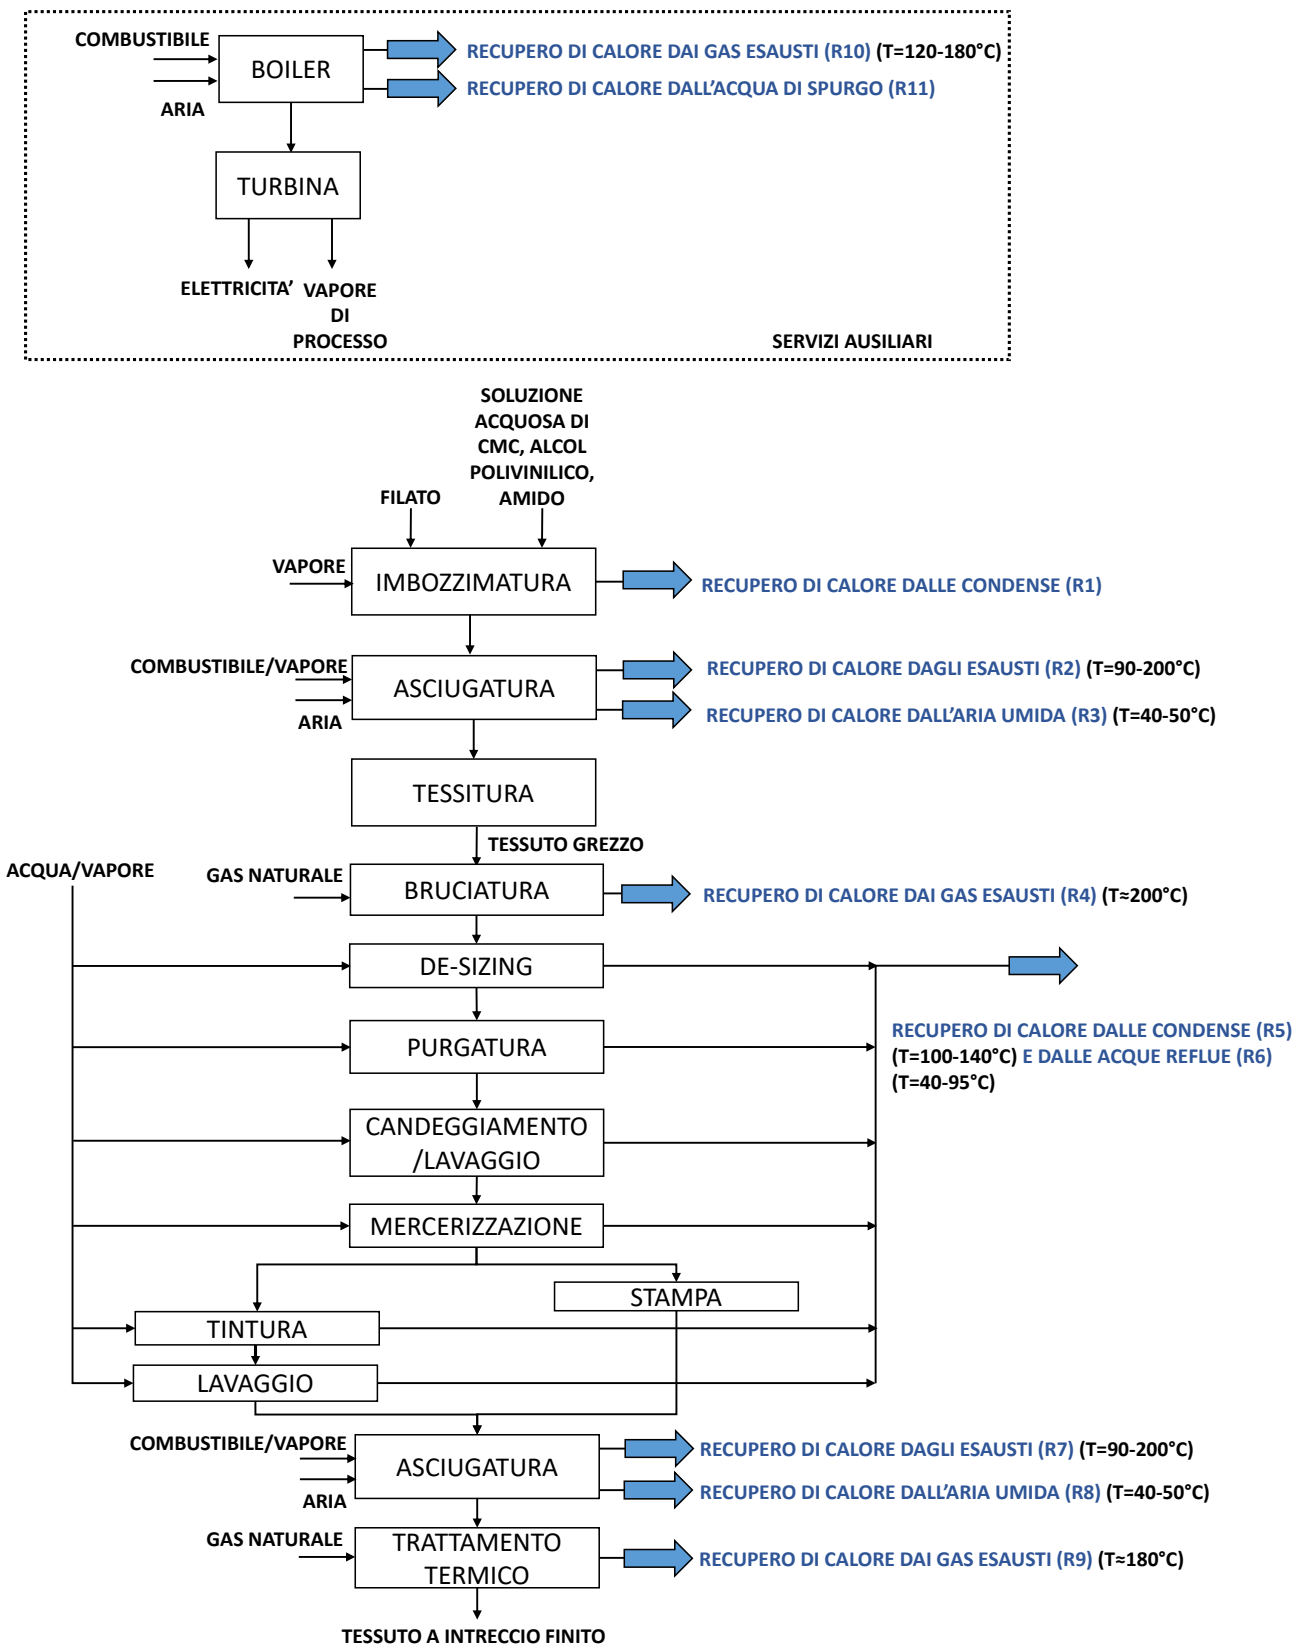 COMBUSTIBILE
ARIA
BOILER
RECUPERO DI CALORE DAI GAS ESAUSTI (R10) (T=120-180°C)
RECUPERO DI CALORE DALL'ACQUA DI SPURGO (R11)
TURBINA
ELETTRICITA'
VAPORE
DI
PROCESSO
SERVIZI AUSILIARI
SOLUZIONE
ACQUOSA DI
CMC, ALCOL
POLIVINILICO,
AMIDO
FILATO
VAPORE
IMBOZZIMATURA
RECUPERO DI CALORE DALLE CONDENSE (R1)
COMBUSTIBILE/VAPORE
ARIA
ASCIUGATURA
RECUPERO DI CALORE DAGLI ESAUSTI (R2) (T=90-200°C)
RECUPERO DI CALORE DALL'ARIA UMIDA (R3) (T=40-50°C)
TESSITURA
TESSUTO GREZZO
ACQUA/VAPORE
GAS NATURALE
BRUCIATURA
RECUPERO DI CALORE DAI GAS ESAUSTI (R4) (T≈200°C)
DE-SIZING
PURGATURA
RECUPERO DI CALORE DALLE CONDENSE (R5)
(T=100-140°C) E DALLE ACQUE REFLUE (R6)
(T=40-95°C)
CANDEGGIAMENTO
/LAVAGGIO
MERCERIZZAZIONE
STAMPA
TINTURA
LAVAGGIO
COMBUSTIBILE/VAPORE
ARIA
ASCIUGATURA
RECUPERO DI CALORE DAGLI ESAUSTI (R7) (T=90-200°C)
RECUPERO DI CALORE DALL'ARIA UMIDA (R8) (T=40-50°C)
GAS NATURALE
TRATTAMENTO
TERMICO
RECUPERO DI CALORE DAI GAS ESAUSTI (R9) (T≈180°C)
TESSUTO A INTRECCIO FINITO